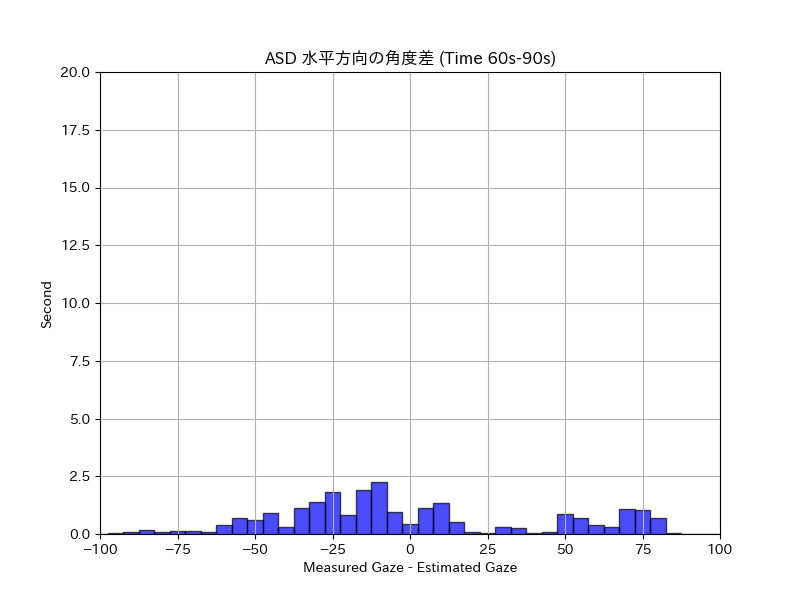 ASD 水平方向の角度差 (Time 60s-90s)
20.0
17.5
15.0
12.5
10.0
7.5
5.0
2.5
0.0
Second
−100 −75 −50 −25 0 25 50 75 100
Measured Gaze - Estimated Gaze